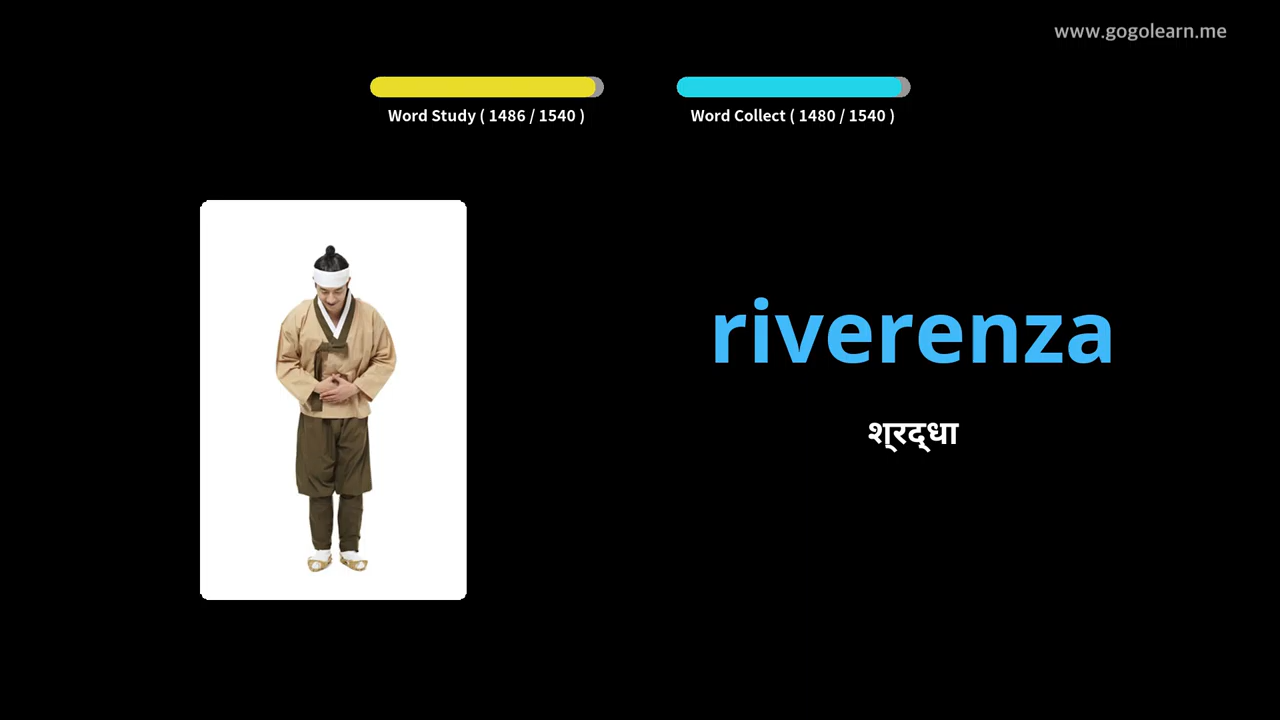 www.gogolearn.me
Word Study ( 1486 / 1540 )
Word Collect ( 1480 / 1540 )
riverenza
श्रद्धा